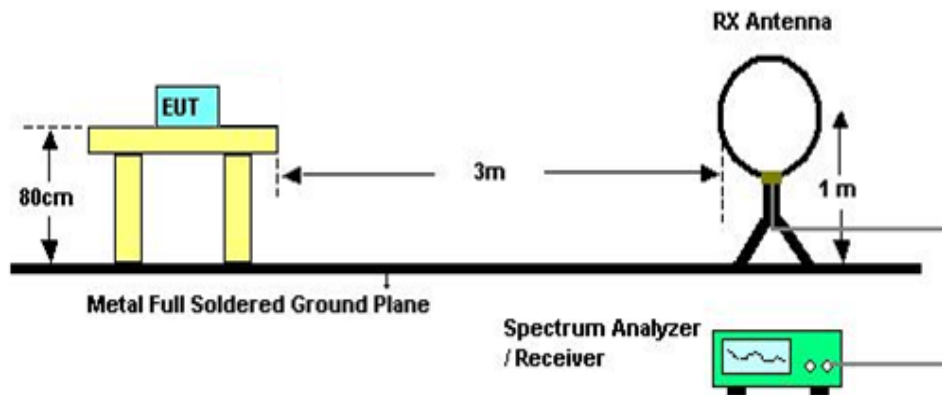 RX Antenna
EUT
80cm
3m
1 m
Metal Full Soldered Ground Plane
Spectrum Analyzer
/ Receiver